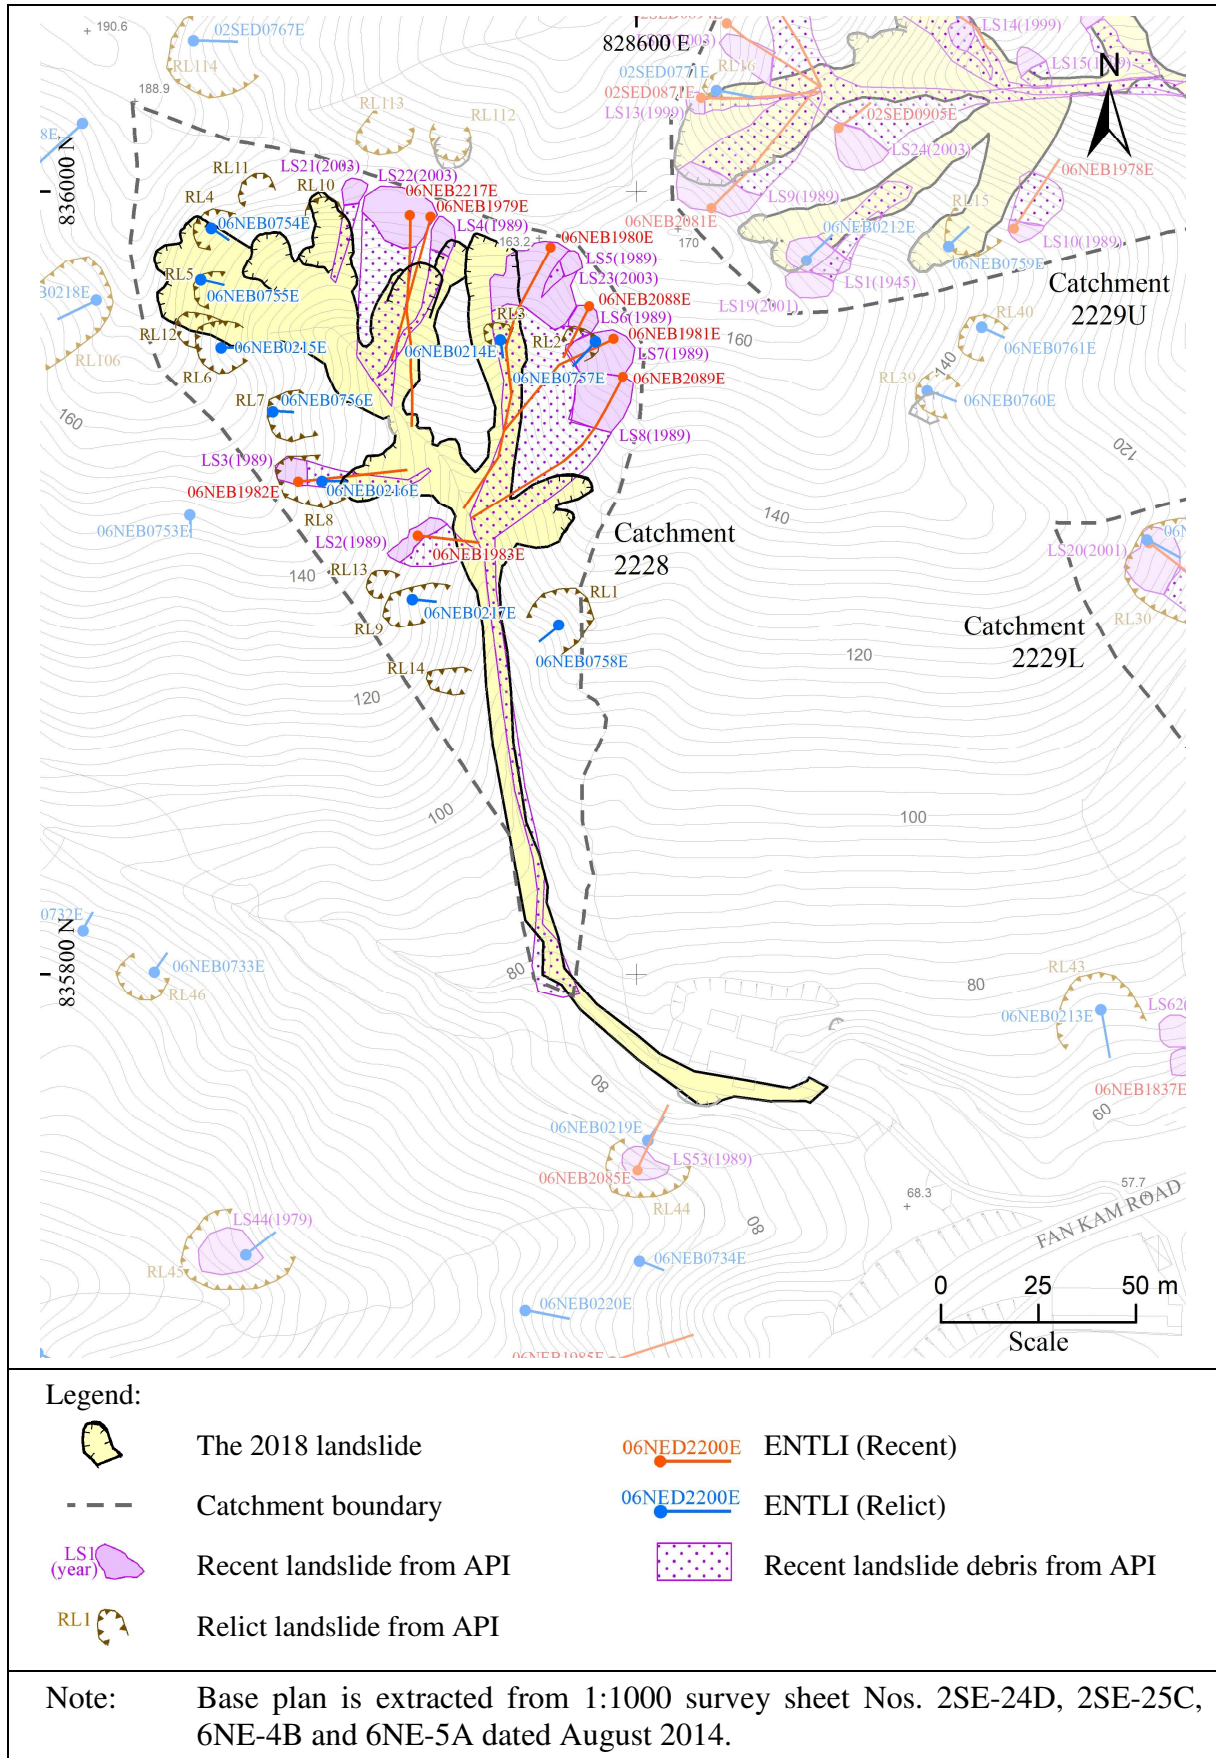 190.6
02SED0767E
828600 E
LS14(1999)
RL114
RL16
02SED0771E
N
188.9
RL113
02SED0871E
RL112
LS13(1999)
02SED0905E
8E
836000 N
LS24(2003)
RL11
LS21(2003)
LS22(2003)
06NEB1978E
RL4
RL10
06NEB2217E
06NEB1979E
LS9(1989)
RL15
06NEB0754E
LS4(1989)
06NEB2081E
06NEB0212E
163.2
06NEB1980E
170
LS10(1989)
LS5(1989)
06NEB0759E
RL5
LS23(2003)
LS1(1945)
Catchment
2229U
B0218E
06NEB0755E
06NEB2088E
LS19(2001)
RL3
LS6(1989)
RL40
RL12
06NEB1981E
160
RL2
06NEB0215E
06NEB0214E
LS7(1989)
06NEB0761E
RL106
140
RL6
06NEB0757E
06NEB2089E
RL39
RL7
06NEB0756E
06NEB0760E
160
LS8(1989)
120
LS3(1989)
06NEB1982E
06NEB0216E
06NEB0753E
RL8
140
Catchment
2228
LS2(1989)
06NEB1983E
LS20(2001)
RL13
140
06NEB0217E
RL1
RL9
RL30
Catchment
2229L
06NEB0758E
120
RL14
120
100
100
0732E
835800 N
06NEB0733E
80
RL43
80
RL46
06NEB0213E
LS62(
80
06NEB1837E
60
06NEB0219E
LS53(1989)
06NEB2085E
57.7
68.3
FAN KAM ROAD
RL44
LS44(1979)
80
06NEB0734E
RL45
0 25 50 m
06NEB0220E
Scale
06NEB1985E
Legend:
The 2018 landslide
06NED2200E
ENTLI (Recent)
Catchment boundary
06NED2200E
ENTLI (Relict)
LS1
(year)
Recent landslide from API
Recent landslide debris from API
RL1
Relict landslide from API
Note: Base plan is extracted from 1:1000 survey sheet Nos. 2SE-24D, 2SE-25C,
6NE-4B and 6NE-5A dated August 2014.